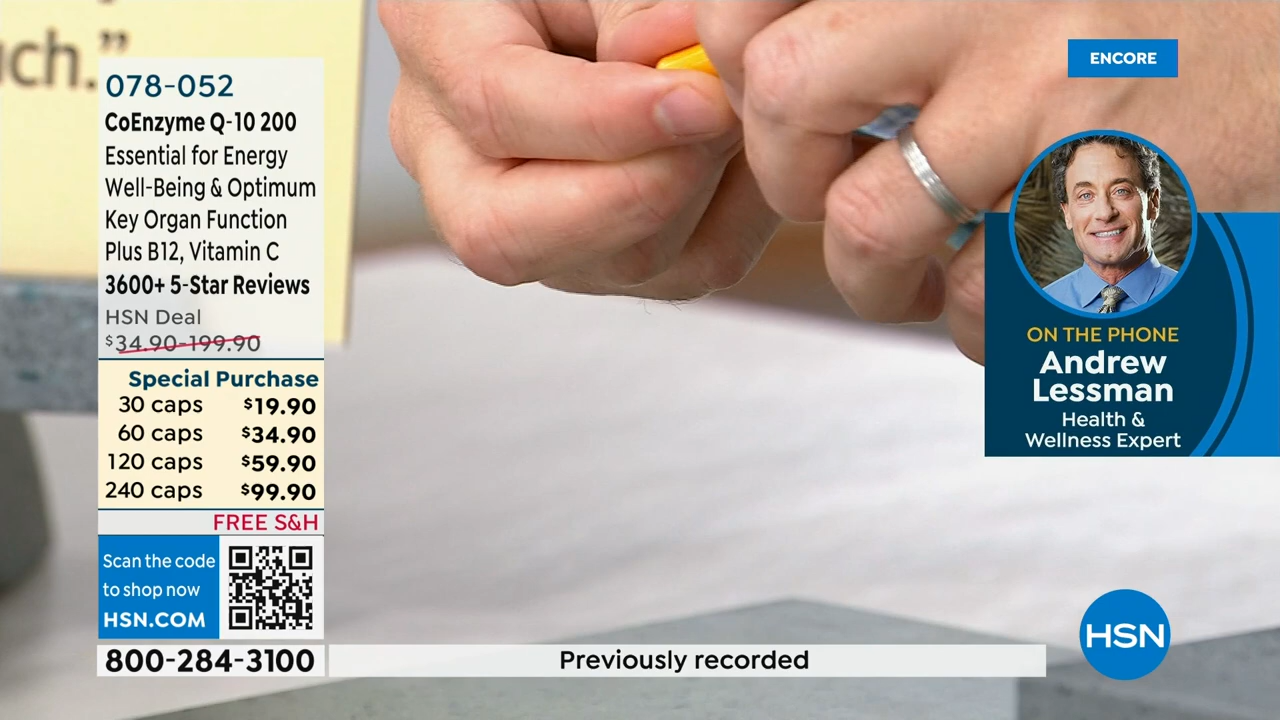 ch.”
078-052
CoEnzyme Q-10 200
Essential for Energy
Well-Being & Optimum
Key Organ Function
Plus B12, Vitamin C
3600+ 5-Star Reviews
HSN Deal
$34.90-199.90
Special Purchase
30 caps $19.90
60 caps $34.90
120 caps $59.90
240 caps $99.90
FREE S&H
Scan the code
to shop now
HSN.COM
800-284-3100
Previously recorded
ENCORE
ON THE PHONE
Andrew
Lessman
Health &
Wellness Expert
HSN